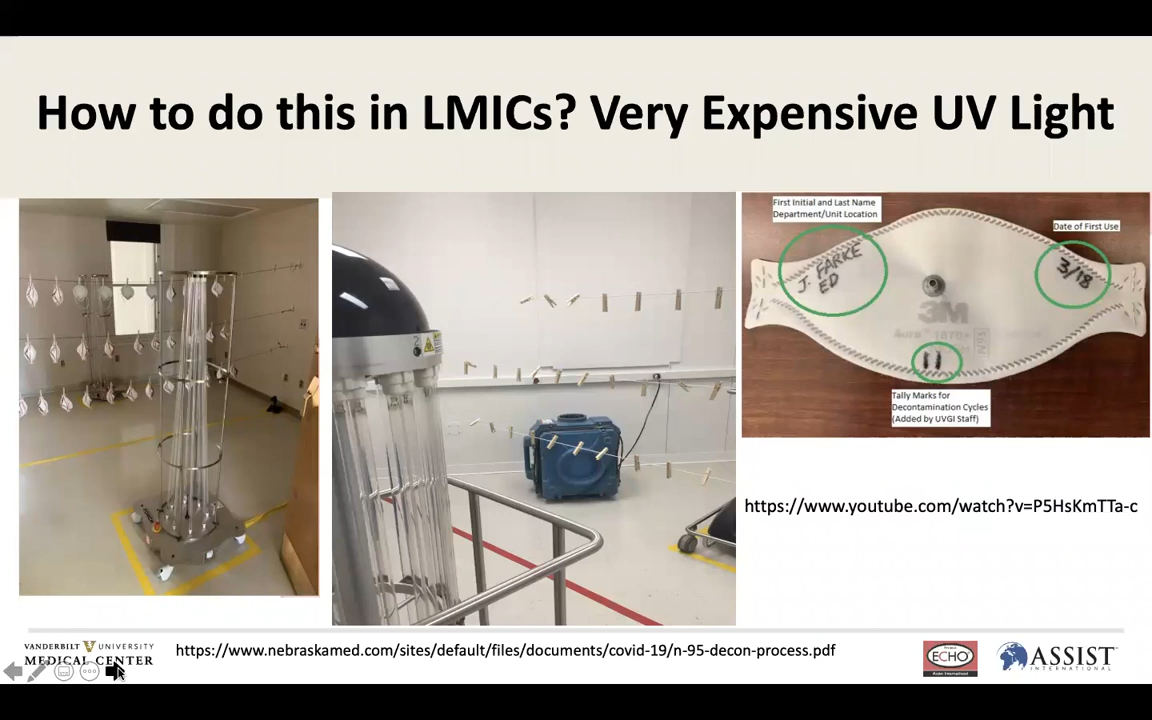 How to do this in LMICs? Very Expensive UV Light
First Initial and Last Name
Department/Unit Location
Date of First Use
J. FARKE
ED
3/18
3M
N95
Tally Marks for
Decontamination Cycles
(Added by UVGI Staff)
https://www.youtube.com/watch?v=P5HsKmTTa-c
VANDERBILT UNIVERSITY
MEDICAL CENTER
https://www.nebraskamed.com/sites/default/files/documents/covid-19/n-95-decon-process.pdf
ECHO
ASSIST
INTERNATIONAL